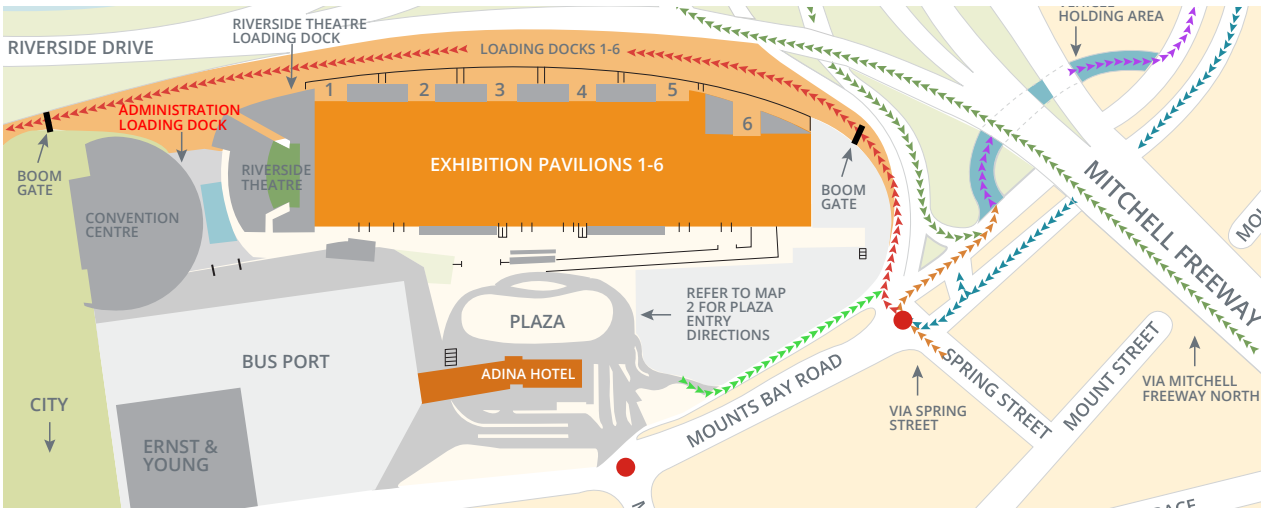 VEHICLE
HOLDING AREA
RIVERSIDE THEATRE
LOADING DOCK
RIVERSIDE DRIVE
LOADING DOCKS 1-6
1
2
3
4
5
6
ADMINISTRATION
LOADING DOCK
EXHIBITION PAVILIONS 1-6
RIVERSIDE
THEATRE
BOOM
GATE
BOOM
GATE
CONVENTION
CENTRE
MITCHELL FREEWAY
REFER TO MAP
2 FOR PLAZA
ENTRY
DIRECTIONS
PLAZA
BUS PORT
ADINA HOTEL
MOUNTS BAY ROAD
SPRING STREET
MOUNT STREET
VIA MITCHELL
FREEWAY NORTH
VIA SPRING
STREET
CITY
ERNST &
YOUNG